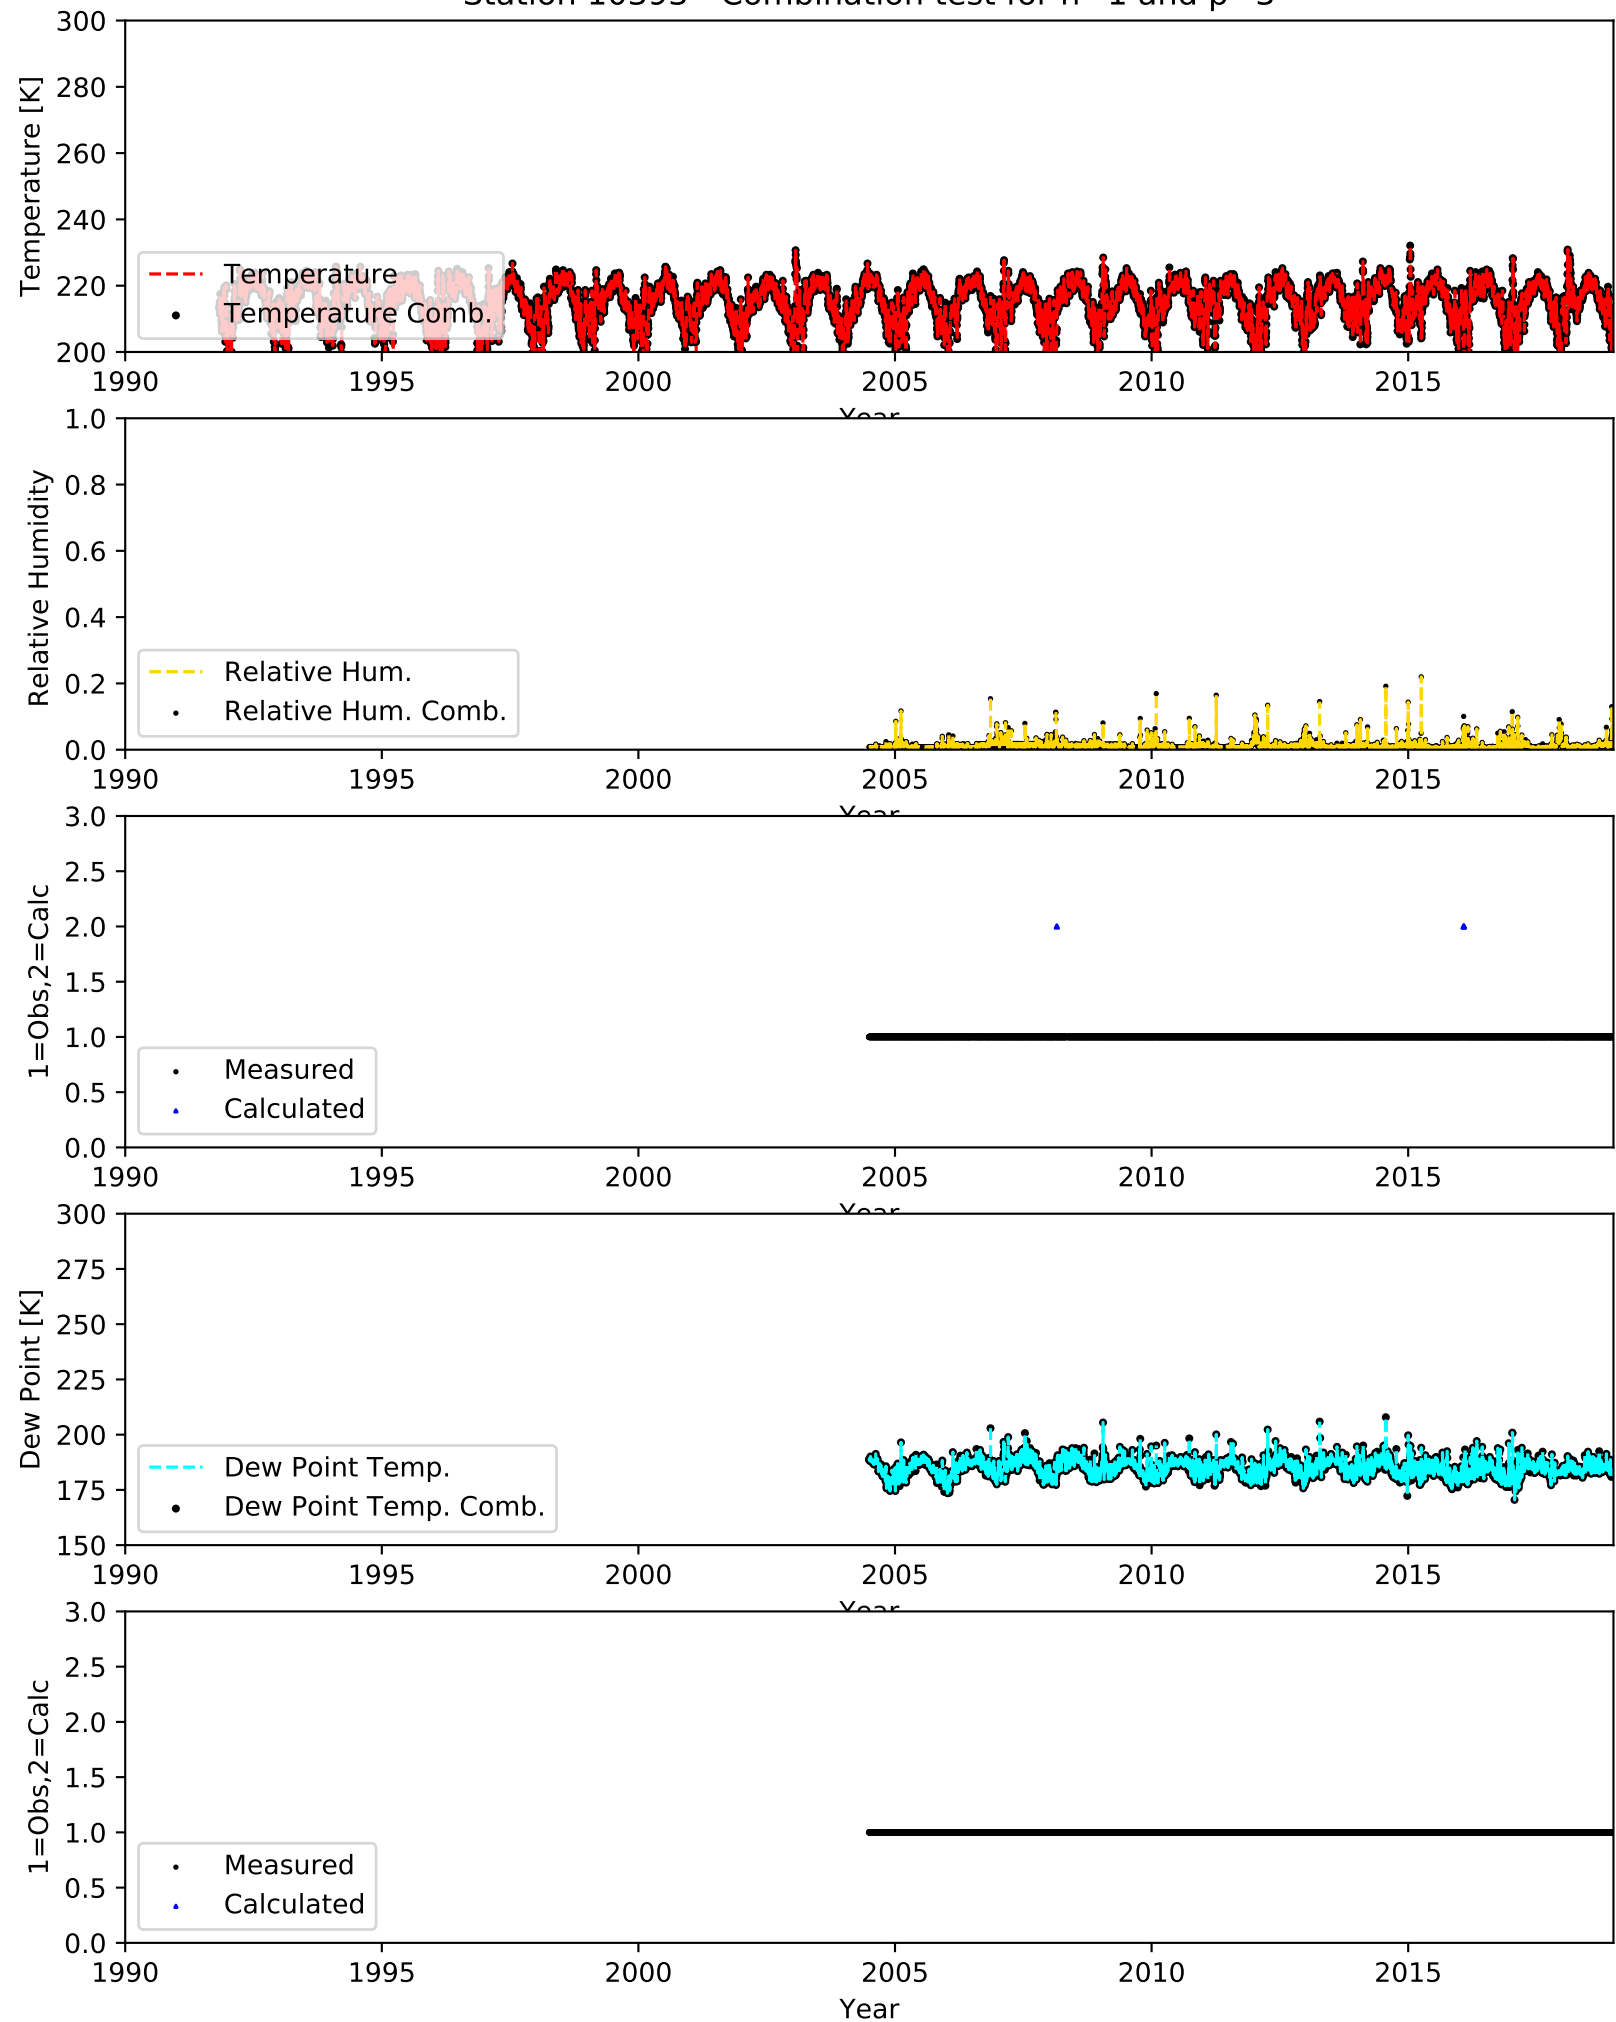 300
280
260
240
220
200
Temperature [K]
Temperature
Temperature Comb.
1990 1995 2000 2005 2010 2015
1.0
0.8
0.6
0.4
0.2
0.0
Relative Humidity
Relative Hum.
Relative Hum. Comb.
1990 1995 2000 2005 2010 2015
3.0
2.5
2.0
1.5
1.0
0.5
0.0
1=Obs,2=Calc
Measured
Calculated
1990 1995 2000 2005 2010 2015
300
275
250
225
200
175
150
Dew Point [K]
Dew Point Temp.
Dew Point Temp. Comb.
1990 1995 2000 2005 2010 2015
3.0
2.5
2.0
1.5
1.0
0.5
0.0
1=Obs,2=Calc
Measured
Calculated
1990 1995 2000 2005 2010 2015
Year